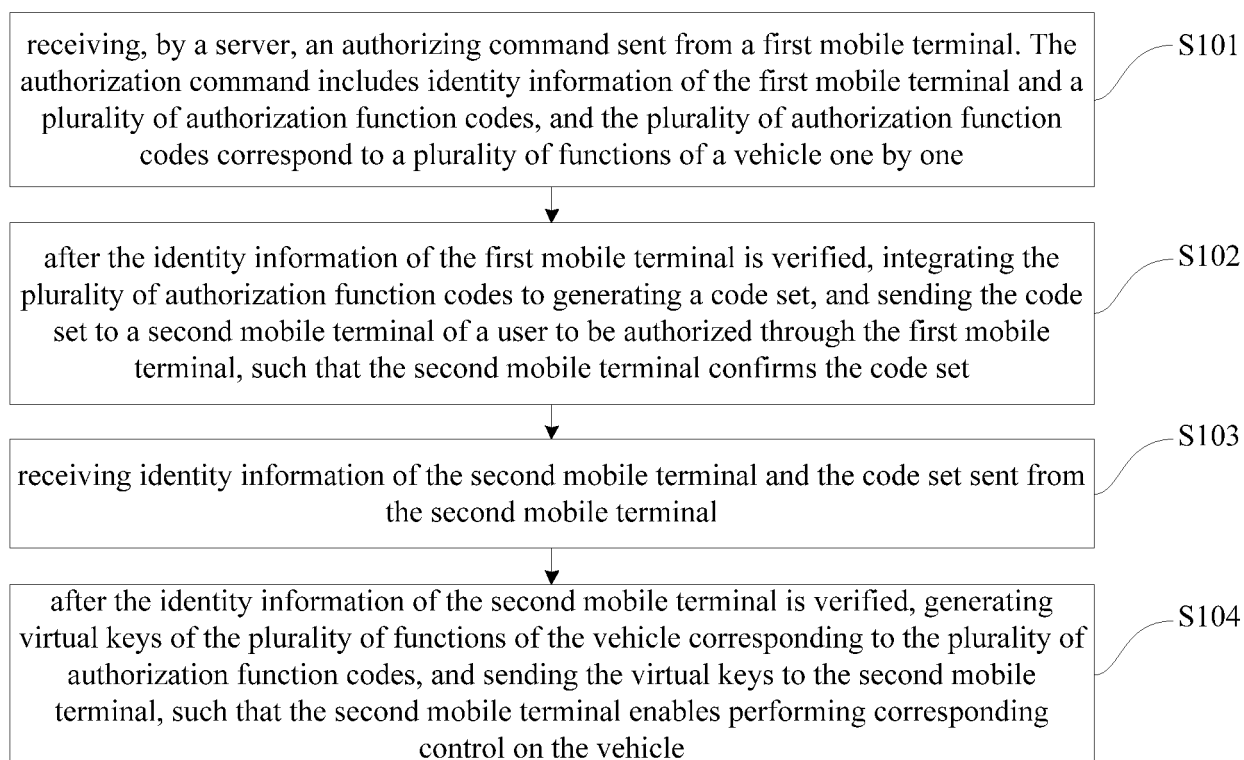 receiving, by a server, an authorizing command sent from a first mobile terminal. The
authorization command includes identity information of the first mobile terminal and a
plurality of authorization function codes, and the plurality of authorization function
codes correspond to a plurality of functions of a vehicle one by one
S101
after the identity information of the first mobile terminal is verified, integrating the
plurality of authorization function codes to generating a code set, and sending the code
set to a second mobile terminal of a user to be authorized through the first mobile
terminal, such that the second mobile terminal confirms the code set
S102
receiving identity information of the second mobile terminal and the code set sent from
the second mobile terminal
S103
after the identity information of the second mobile terminal is verified, generating
virtual keys of the plurality of functions of the vehicle corresponding to the plurality of
authorization function codes, and sending the virtual keys to the second mobile
terminal, such that the second mobile terminal enables performing corresponding
control on the vehicle
S104